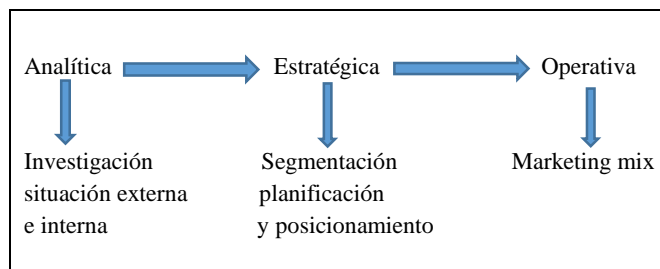 Analítica Estratégica Operativa
Investigación Segmentación Marketing mix
situación externa planificación
e interna y posicionamiento